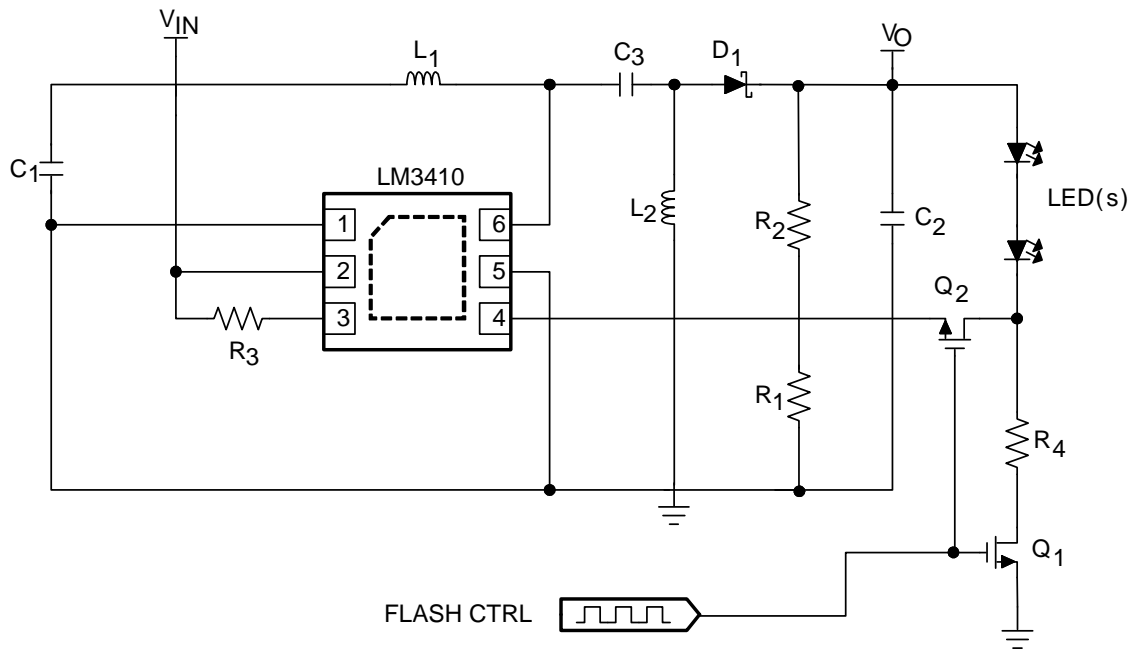 VIN
L1
C3
D1
VO
C1
LM3410
LED(s)
1
6
L2
R2
C2
2
5
Q2
3
4
R3
R1
R4
Q1
FLASH CTRL